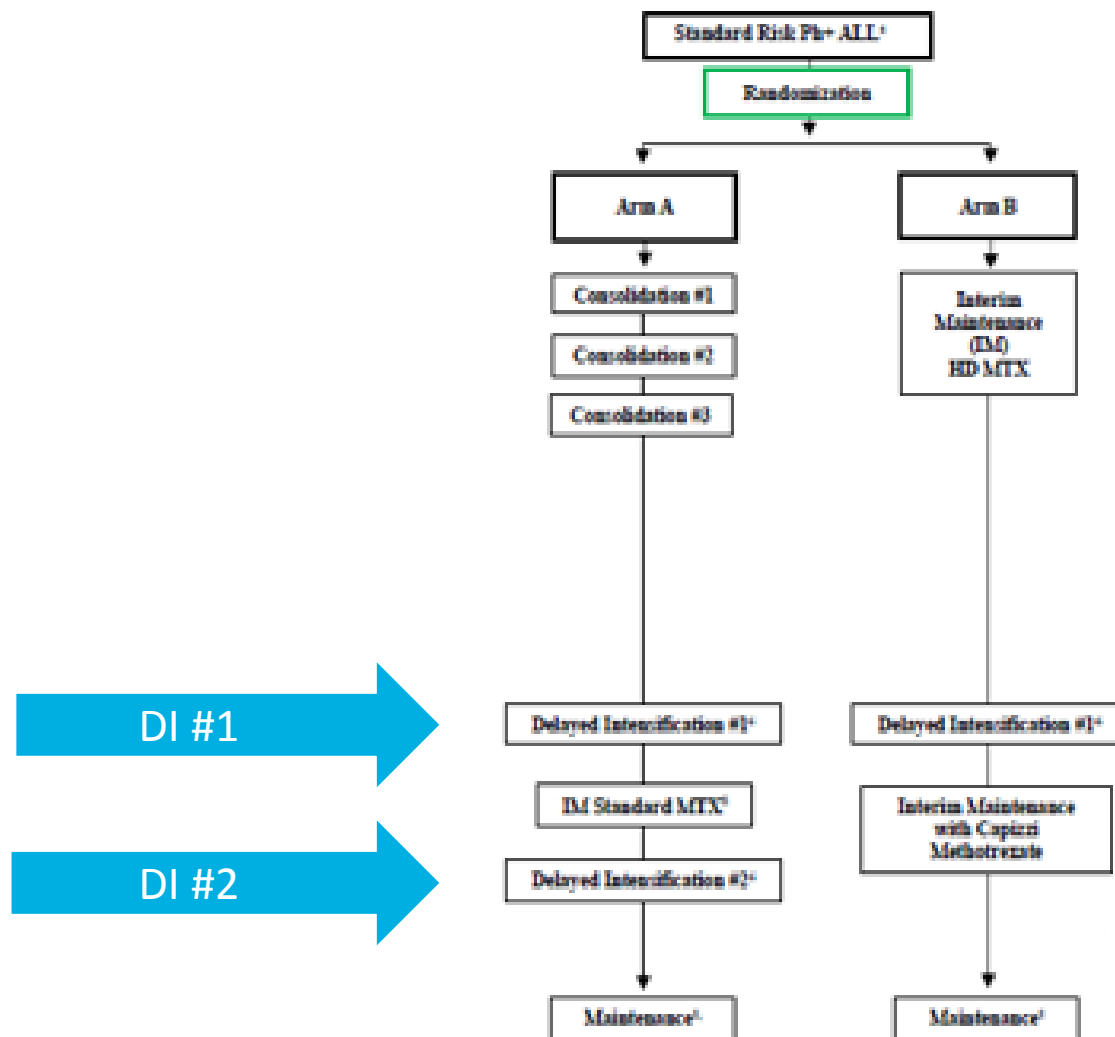 Standard Risk Ph+ ALL
Randomization
Arm A
Arm B
Consolidation #1
Consolidation #2
Consolidation #3
Interim
Maintenance
(IM)
HD MTX
DI #1
Delayed Intensification #1
Delayed Intensification #1
IM Standard MTX
Interim Maintenance
with Capizzi
Methotrexate
DI #2
Delayed Intensification #2
Maintenance
Maintenance